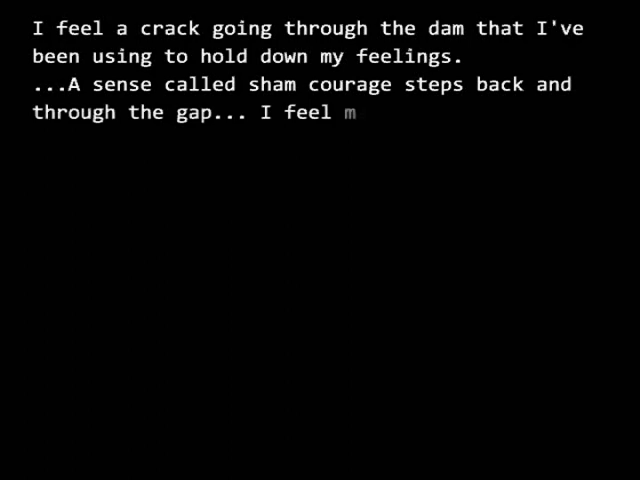 I feel a crack going through the dam that I've
been using to hold down my feelings.
...A sense called sham courage steps back and
through the gap... I feel m